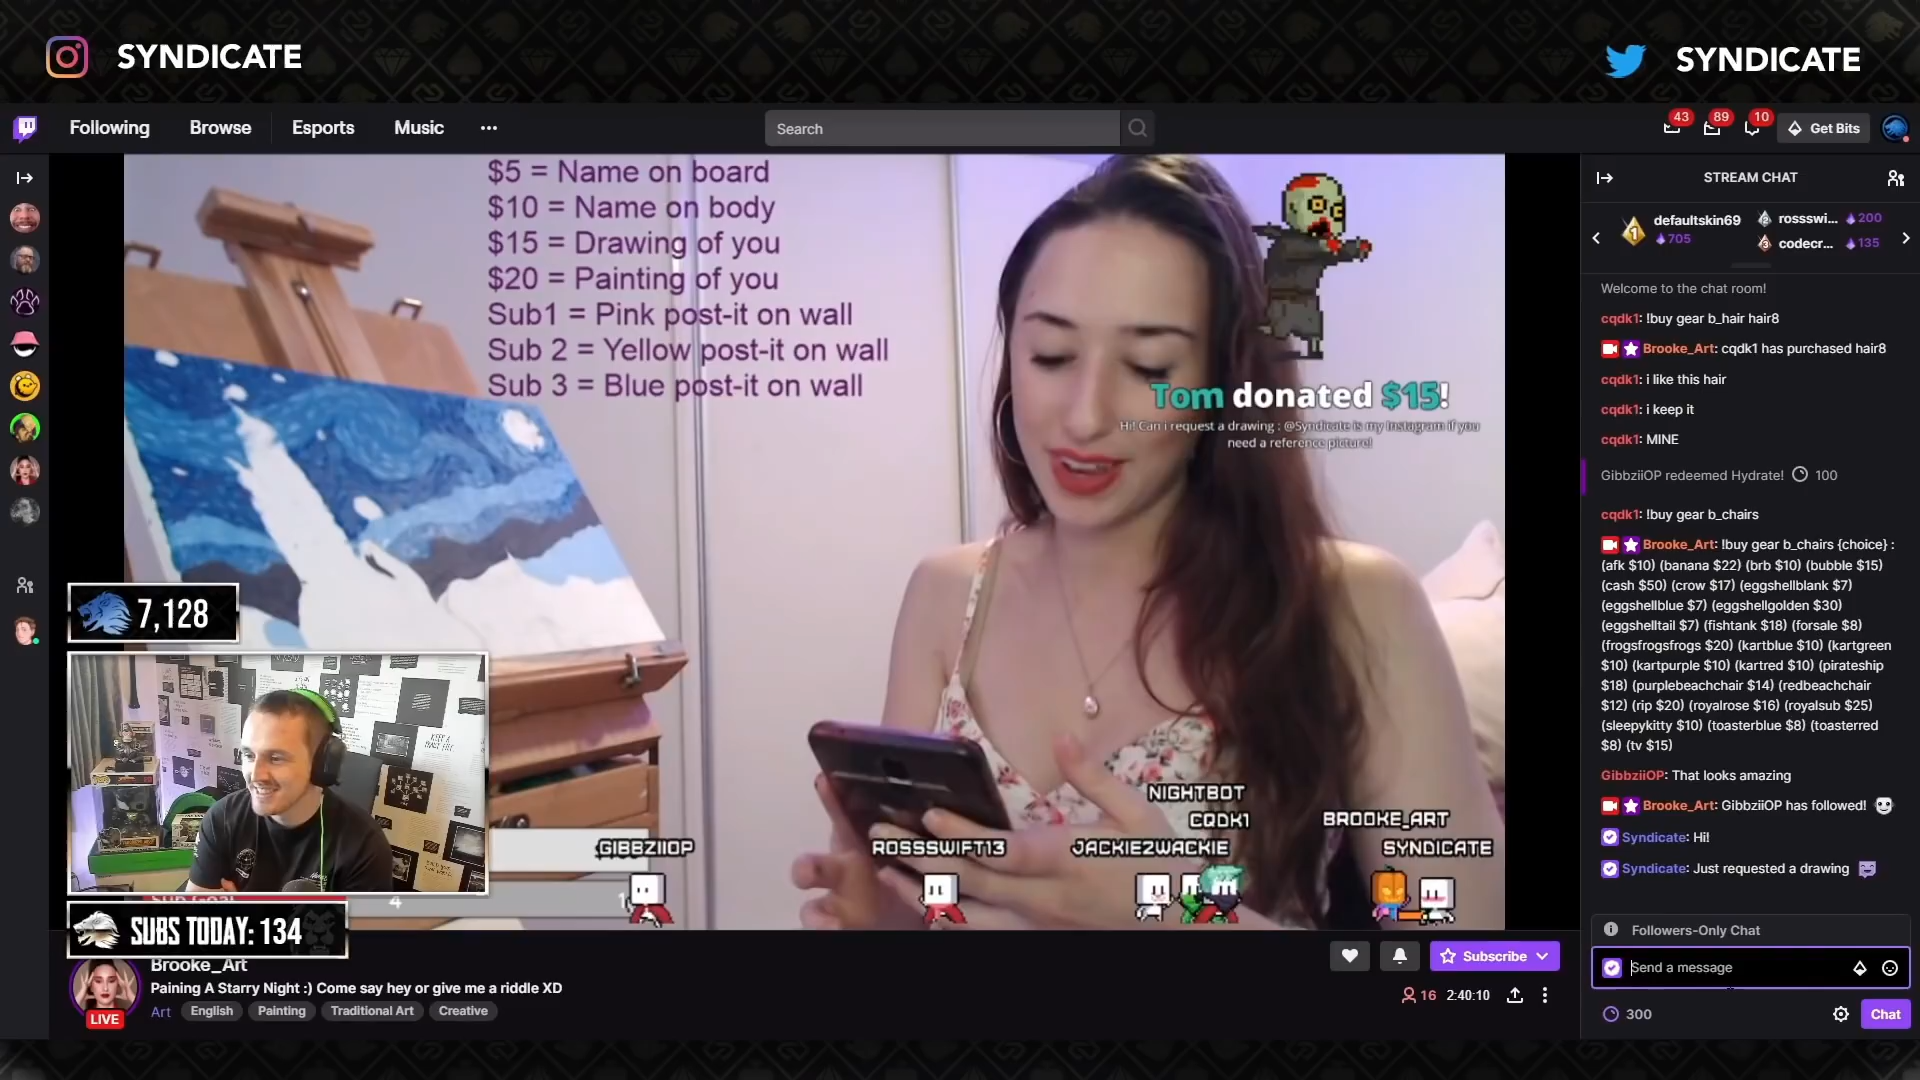 SYNDICATE
SYNDICATE
Following
Browse
Esports
Music
Search
43
89
10
Get Bits
$5 = Name on board
$10 = Name on body
$15 = Drawing of you
$20 = Painting of you
Sub1 = Pink post-it on wall
Sub 2 = Yellow post-it on wall
Sub 3 = Blue post-it on wall
Tom donated $15!
Hi! Can i request a drawing : @Syndicate is my Instagram if you
need a reference picture!
7,128
SUBS TODAY: 134
4
GIBBZIIOP
ROSSSWIFT13
NIGHTBOT
CQDK1
JACKIE2WACKIE
BROOKE_ART
SYNDICATE
Brooke_Art
Paining A Starry Night :) Come say hey or give me a riddle XD
LIVE
Art
English
Painting
Traditional Art
Creative
Subscribe
16
2:40:10
STREAM CHAT
1
defaultskin69
705
2
rossswi...
200
3
codecr...
135
Welcome to the chat room!
cqdk1: !buy gear b_hair hair8
Brooke_Art: cqdk1 has purchased hair8
cqdk1: i like this hair
cqdk1: i keep it
cqdk1: MINE
GibbziiOP redeemed Hydrate! 100
cqdk1: !buy gear b_chairs
Brooke_Art: !buy gear b_chairs {choice} :
(afk $10) (banana $22) (brb $10) (bubble $15)
(cash $50) (crow $17) (eggshellblank $7)
(eggshellblue $7) (eggshellgolden $30)
(eggshelltail $7) (fishtank $18) (forsale $8)
(frogsfrogsfrogs $20) (kartblue $10) (kartgreen
$10) (kartpurple $10) (kartred $10) (pirateship
$18) (purplebeachchair $14) (redbeachchair
$12) (rip $20) (royalrose $16) (royalsub $25)
(sleepykitty $10) (toasterblue $8) (toasterred
$8) (tv $15)
GibbziiOP: That looks amazing
Brooke_Art: GibbziiOP has followed!
Syndicate: Hi!
Syndicate: Just requested a drawing
Followers-Only Chat
Send a message
300
Chat